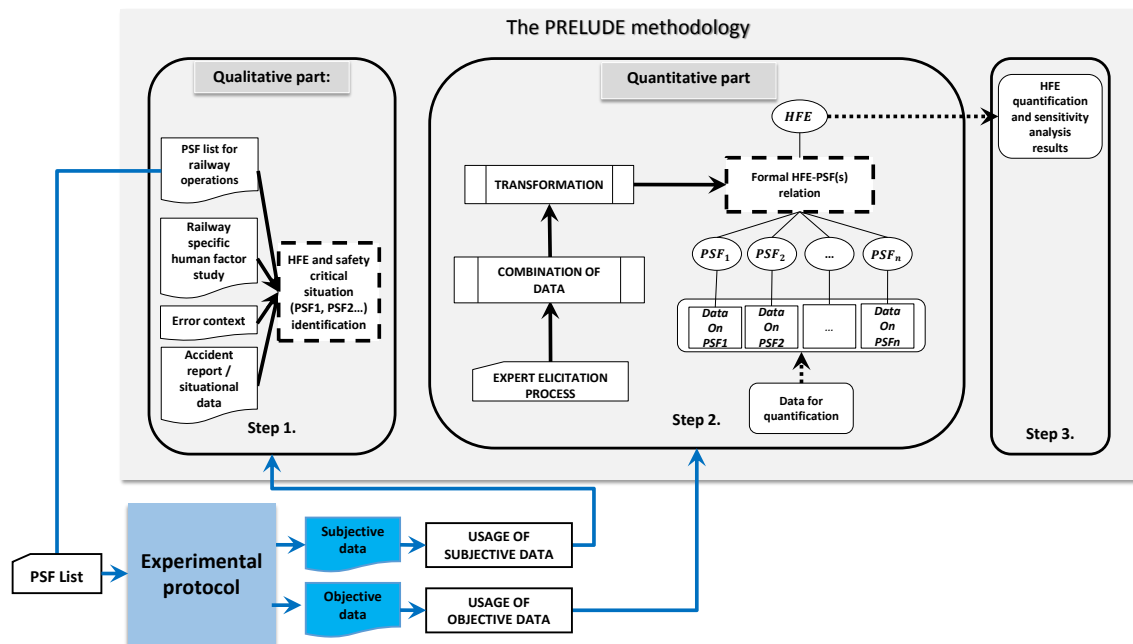 The PRELUDE methodology
Qualitative part:
PSF list for
railway
operations
Railway
specific
human factor
study
Error context
Accident
report /
situational
data
HFE and safety
critical
situation
(PSF1, PSF2...)
identification
Step 1.
Quantitative part
HFE
TRANSFORMATION
Formal HFE-PSF(s)
relation
PSF₁
PSF₂
...
PSFₙ
COMBINATION OF
DATA
Data
On
PSF1
Data
On
PSF2
...
Data
On
PSFn
EXPERT ELICITATION
PROCESS
Data for
quantification
Step 2.
HFE
quantification
and sensitivity
analysis
results
Step 3.
PSF List
Experimental
protocol
Subjective
data
USAGE OF
SUBJECTIVE DATA
Objective
data
USAGE OF
OBJECTIVE DATA